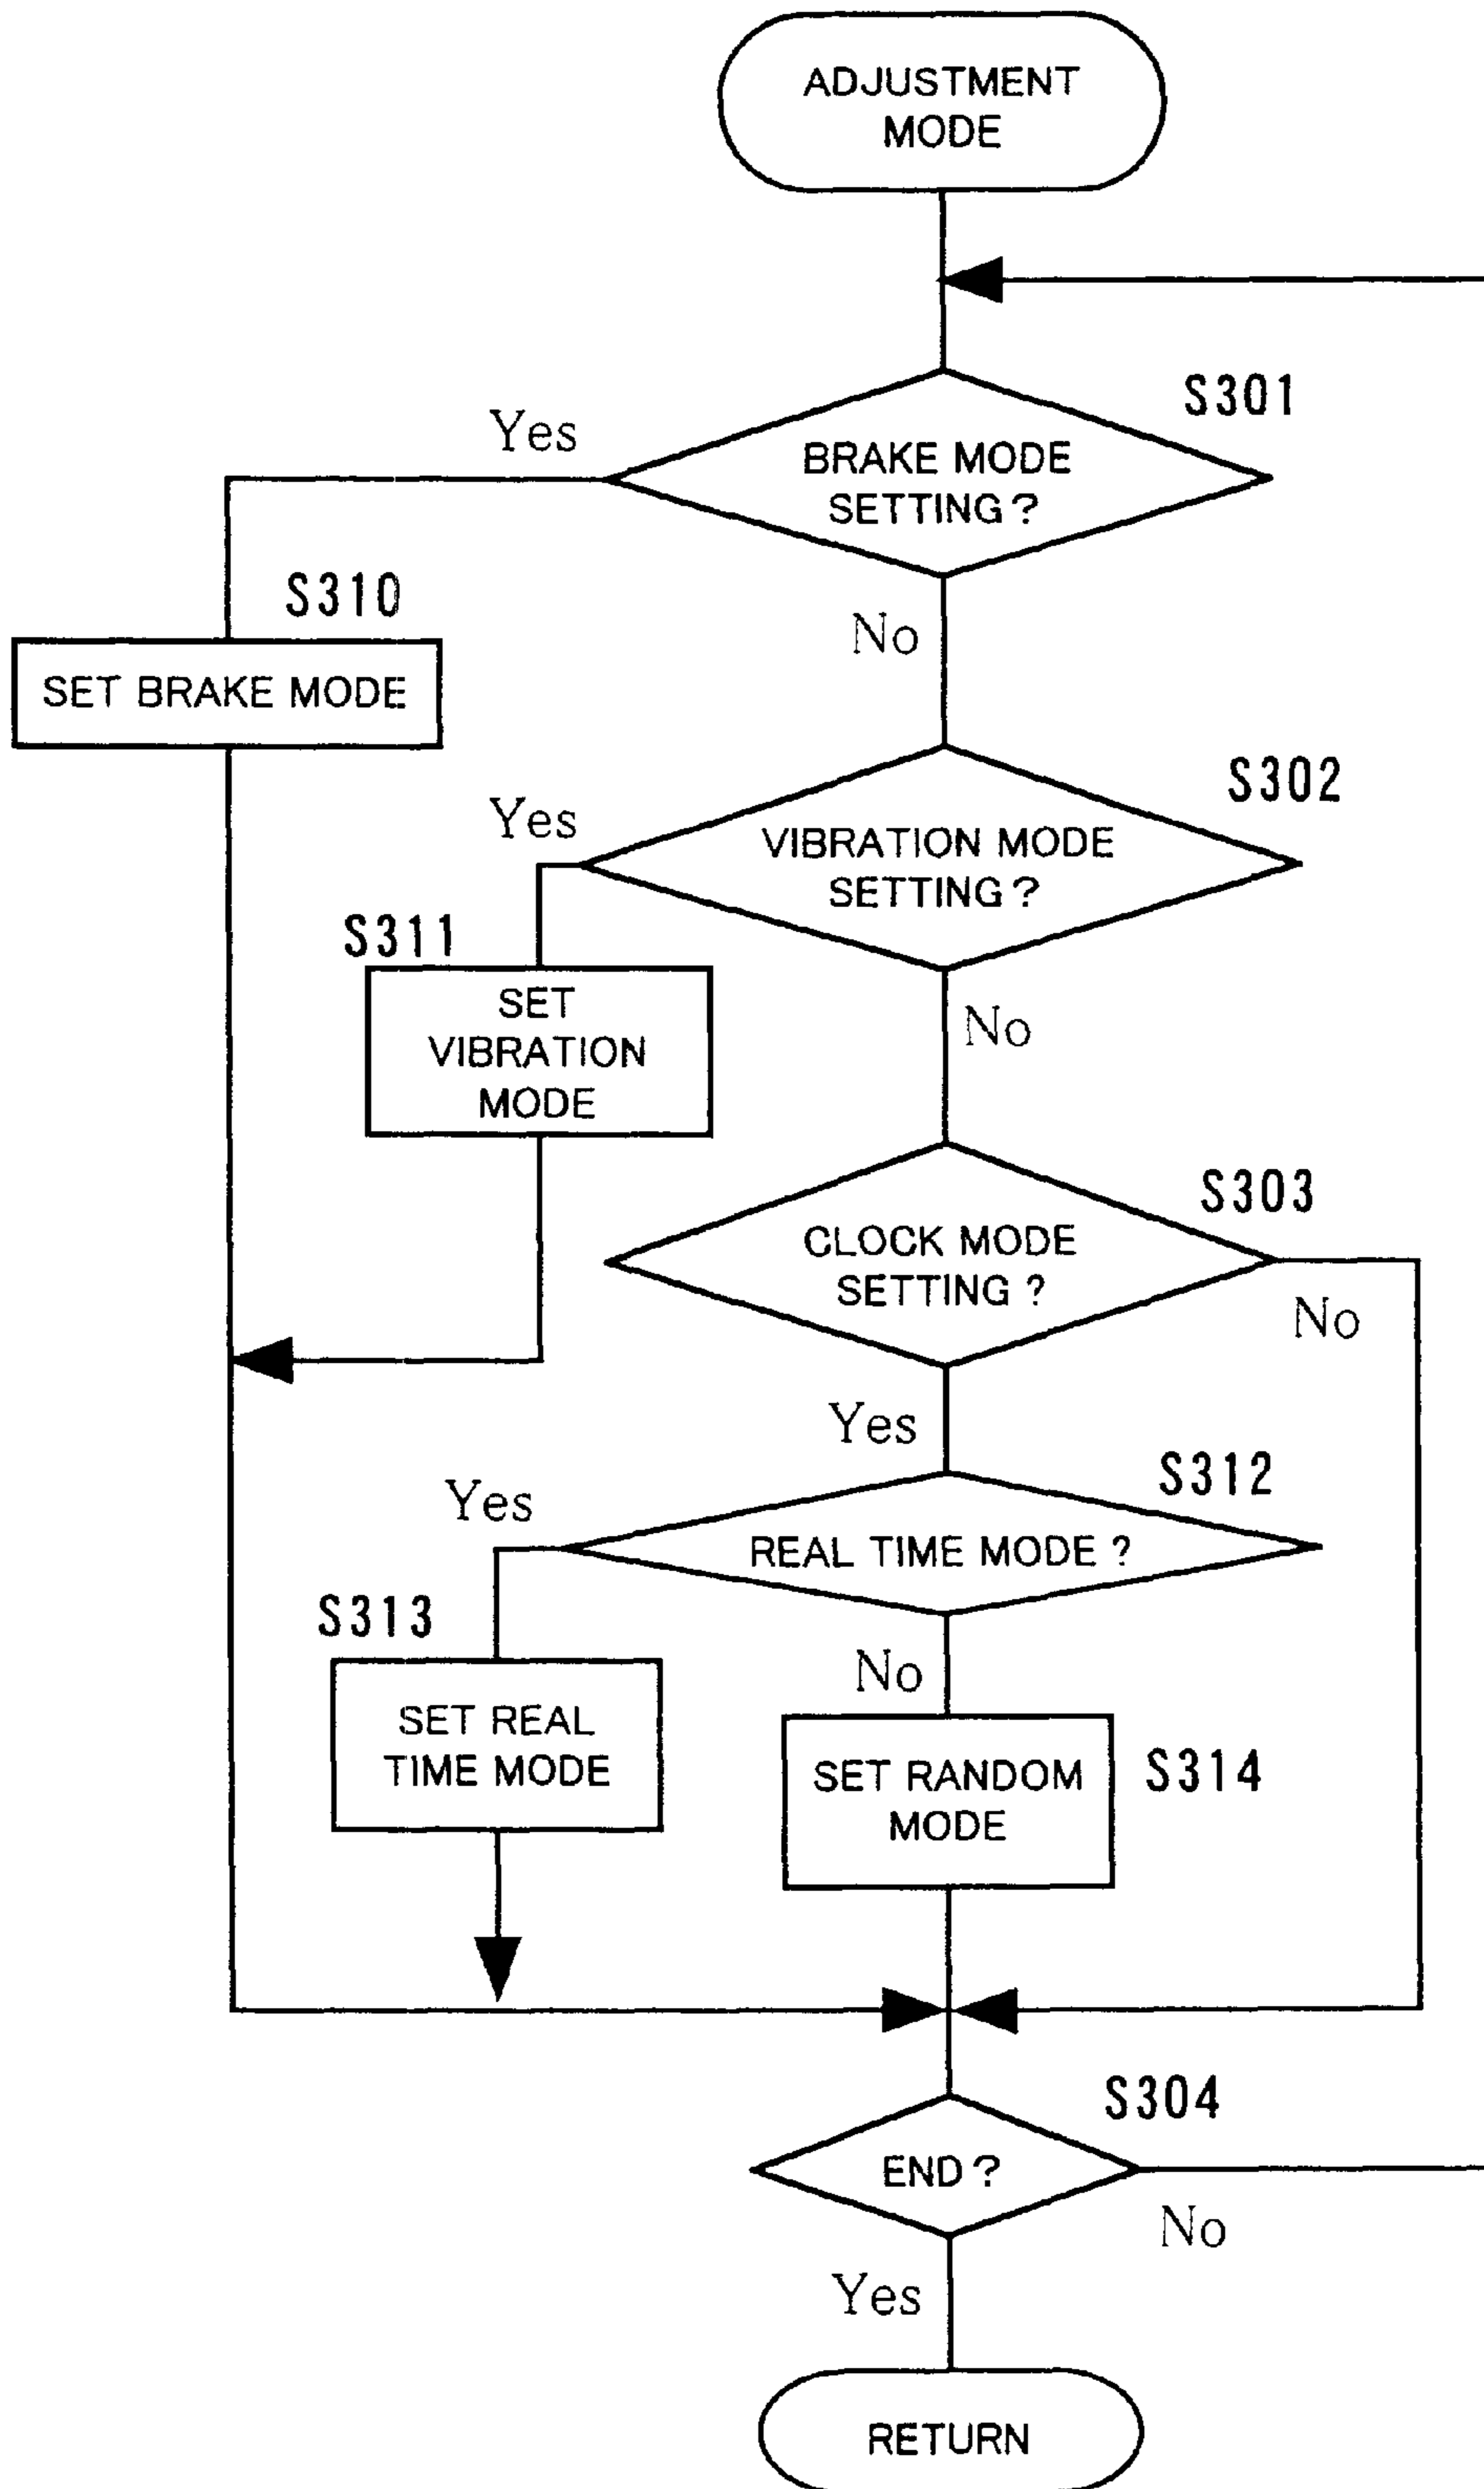 ADJUSTMENT
MODE
S301
Yes
BRAKE MODE
SETTING?
S310
No
SET BRAKE MODE
S302
Yes
VIBRATION MODE
SETTING?
S311
SET
VIBRATION
MODE
No
S303
CLOCK MODE
SETTING ?
No
Yes
S312
Yes
REAL TIME MODE ?
S313
No
SET REAL
TIME MODE
SET RANDOM
MODE
S314
S304
END ?
No
Yes
RETURN